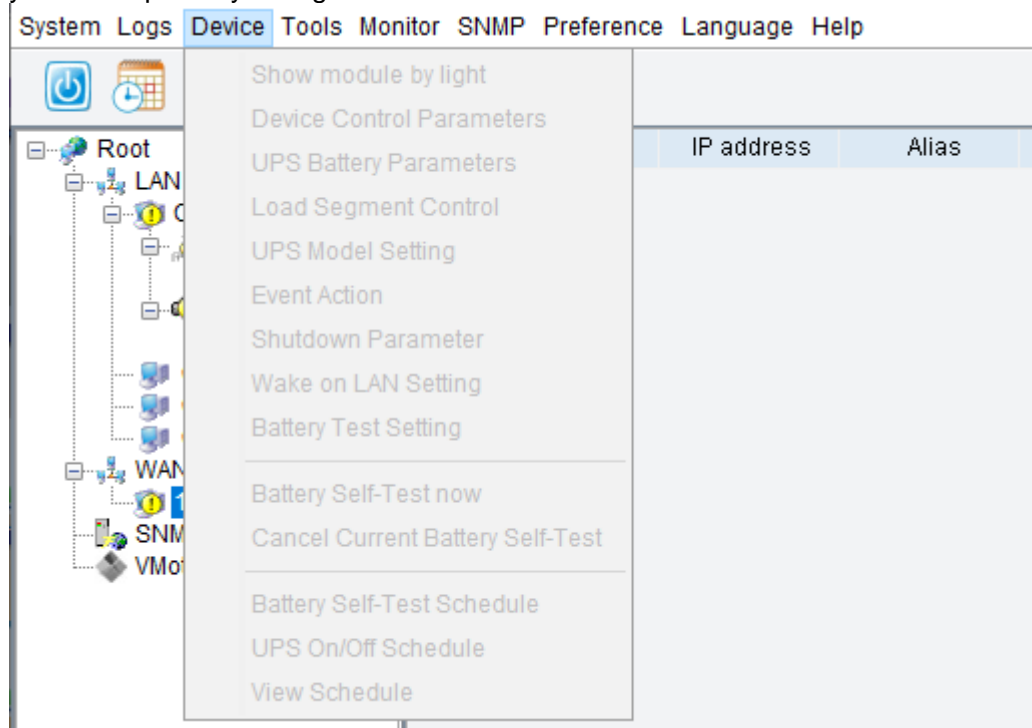 System Logs Device Tools Monitor SNMP Preference Language Help
Show module by light
Device Control Parameters
UPS Battery Parameters
Load Segment Control
UPS Model Setting
Event Action
Shutdown Parameter
Wake on LAN Setting
Battery Test Setting
Battery Self-Test now
Cancel Current Battery Self-Test
Battery Self-Test Schedule
UPS On/Off Schedule
View Schedule
IP address Alias
Root
LAN
WAN
1